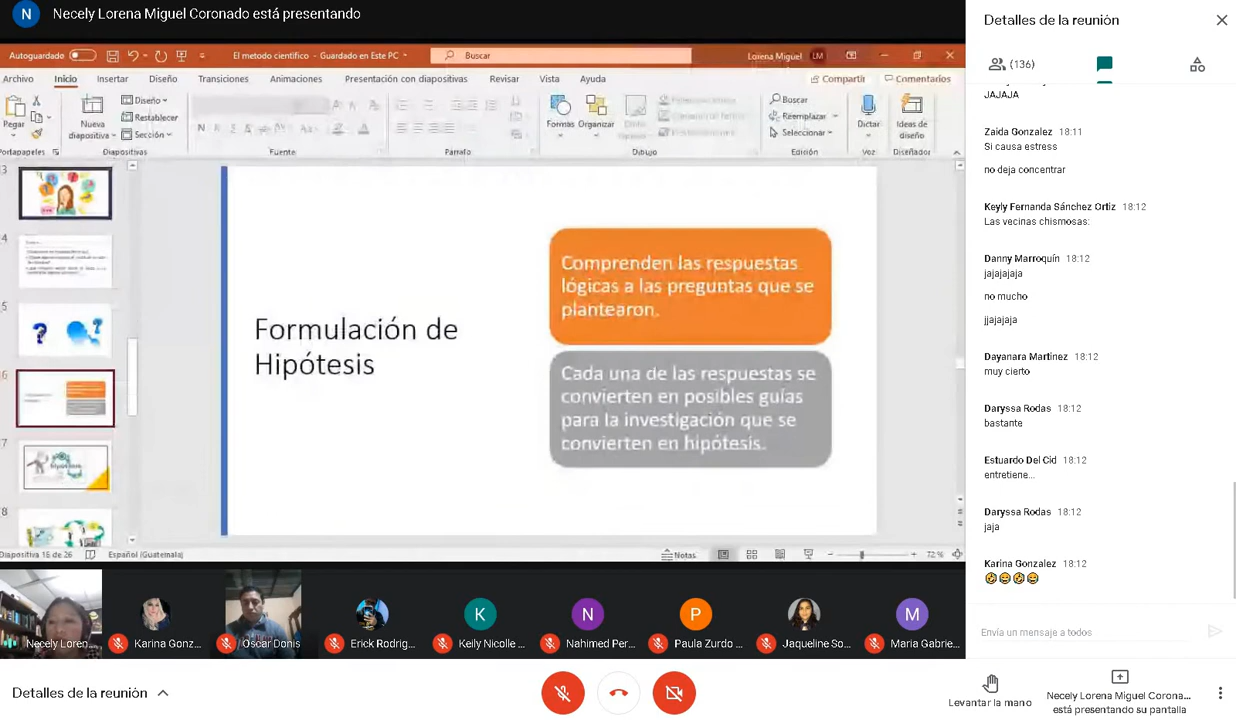 N
Necely Lorena Miguel Coronado está presentando
Autoguardado
El metodo cientifico - Guardado en Este PC
Buscar
Lorena Miguel
LM
Archivo
Inicio
Insertar
Diseño
Transiciones
Animaciones
Presentación con diapositivas
Revisar
Vista
Ayuda
Compartir
Comentarios
Pegar
Nueva
diapositiva
Diseño
Restablecer
Sección
Formas
Organizar
Buscar
Reemplazar
Seleccionar
Dictar
Ideas de
diseño
Portapapeles
Diapositivas
Fuente
Párrafo
Dibujo
Edición
Voz
Diseñador
3
4
5
6
7
8
Formulación de
Hipótesis
Comprenden las respuestas
lógicas a las preguntas que se
plantearon.
Cada una de las respuestas se
convierten en posibles guías
para la investigación que se
convierten en hipótesis.
Diapositiva 16 de 26
Español (Guatemala)
Notas
72 %
Necely Loren...
Karina Gonz...
Oscar Donis
Erick Rodrig...
K
Keily Nicolle ...
N
Nahimed Per...
P
Paula Zurdo ...
Jaqueline So...
M
Maria Gabrie...
Detalles de la reunión
Levantar la mano
Necely Lorena Miguel Corona...
está presentando su pantalla
Detalles de la reunión
(136)
JAJAJA
Zaida Gonzalez 18:11
Si causa estress
no deja concentrar
Keyly Fernanda Sánchez Ortiz 18:12
Las vecinas chismosas:
Danny Marroquín 18:12
jajajajaja
no mucho
jjajajaja
Dayanara Martinez 18:12
muy cierto
Daryssa Rodas 18:12
bastante
Estuardo Del Cid 18:12
entretiene...
Daryssa Rodas 18:12
jaja
Karina Gonzalez 18:12
🤣😂🤣😂
Envía un mensaje a todos